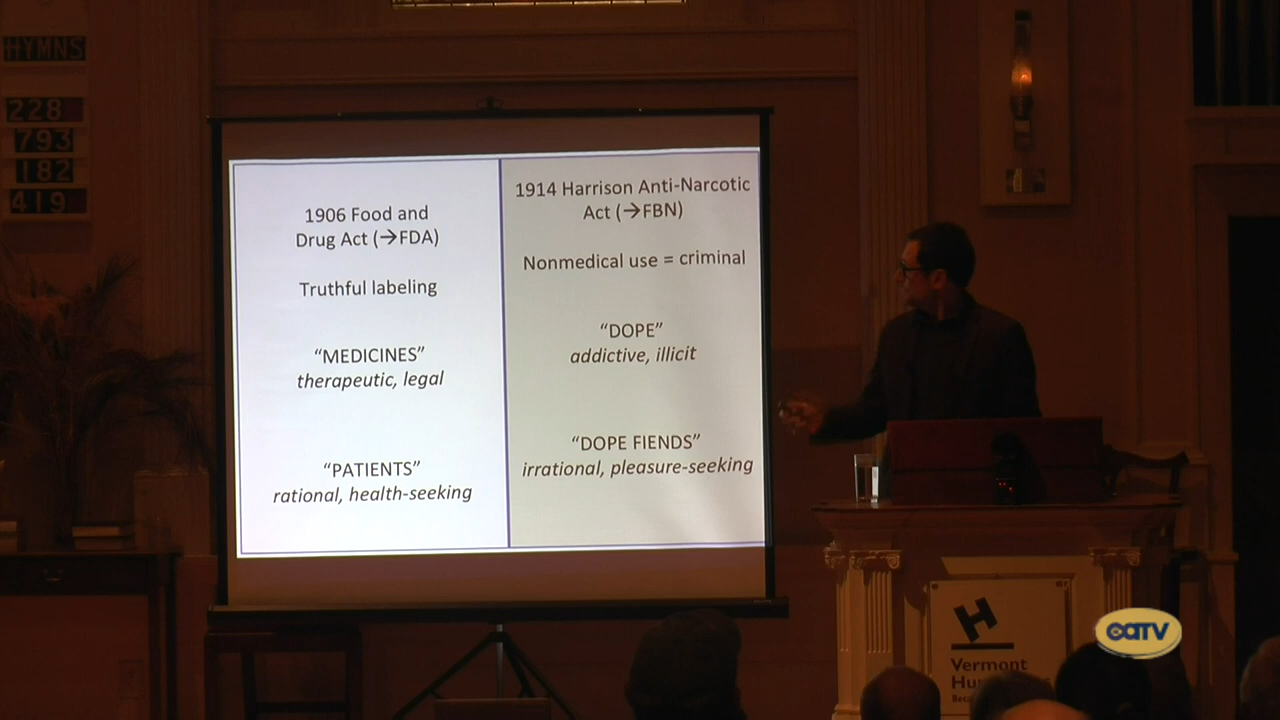 HYMNS
228
793
182
419
1906 Food and
Drug Act (→FDA)
Truthful labeling
“MEDICINES”
therapeutic, legal
“PATIENTS”
rational, health-seeking
1914 Harrison Anti-Narcotic
Act (→FBN)
Nonmedical use = criminal
“DOPE”
addictive, illicit
“DOPE FIENDS”
irrational, pleasure-seeking
H
Vermont
CATV